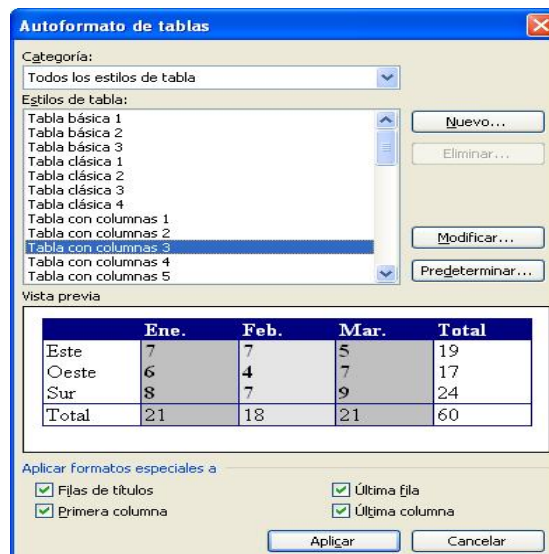 Autoformato de tablas
Categoría:
Todos los estilos de tabla
Estilos de tabla:
Tabla básica 1
Tabla básica 2
Tabla básica 3
Tabla clásica 1
Tabla clásica 2
Tabla clásica 3
Tabla clásica 4
Tabla con columnas 1
Tabla con columnas 2
Tabla con columnas 3
Tabla con columnas 4
Tabla con columnas 5
Nuevo...
Eliminar...
Modificar...
Predeterminar...
Vista previa
Ene. Feb. Mar. Total
Este 7 7 5 19
Oeste 6 4 7 17
Sur 8 7 9 24
Total 21 18 21 60
Aplicar formatos especiales a
Filas de títulos
Última fila
Primera columna
Última columna
Aplicar
Cancelar